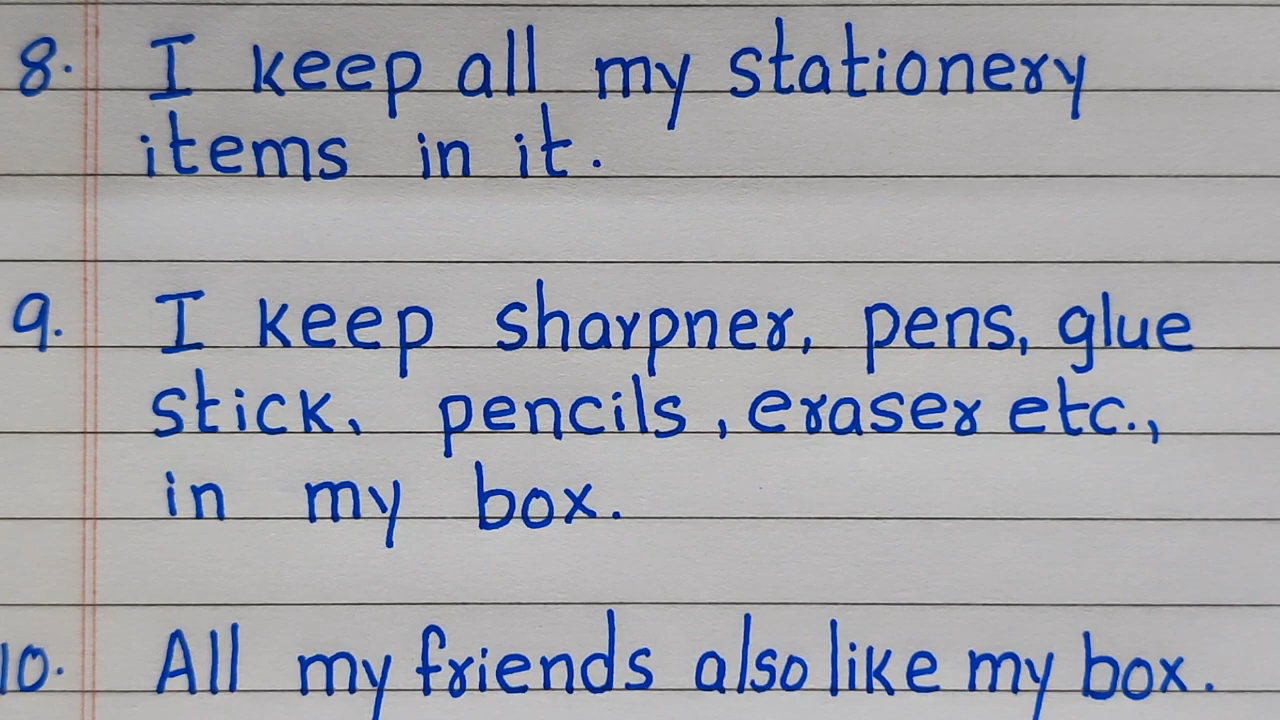 8. I keep all my stationery
items in it.
9. I keep sharpner, pens, glue
stick, pencils, eraser etc.,
in my box.
10. All my friends also like my box.